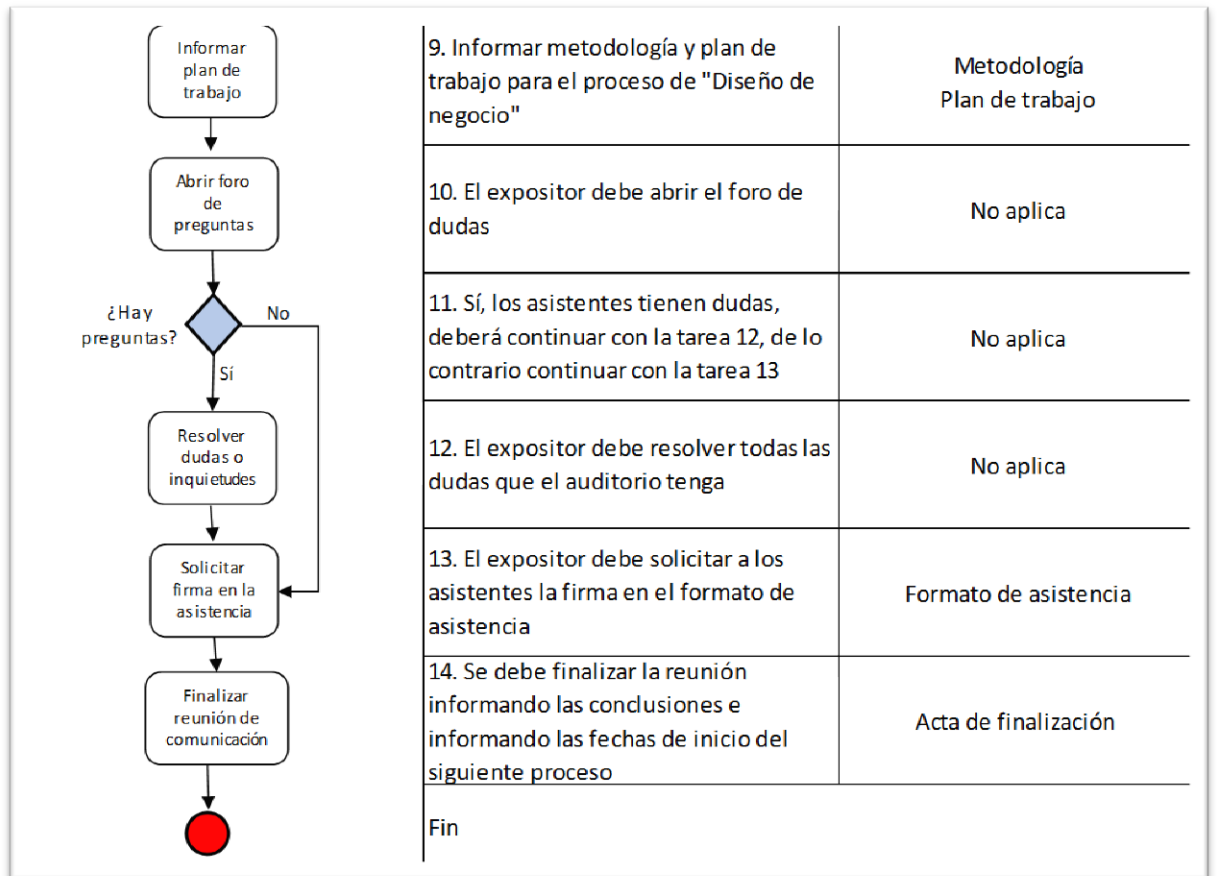 Informar
plan de
trabajo
9. Informar metodología y plan de
trabajo para el proceso de "Diseño de
negocio"
Metodología
Plan de trabajo
Abrir foro
de
preguntas
10. El expositor debe abrir el foro de
dudas
No aplica
¿Hay
preguntas?
No
Sí
11. Sí, los asistentes tienen dudas,
deberá continuar con la tarea 12, de lo
contrario continuar con la tarea 13
No aplica
Resolver
dudas o
inquietudes
12. El expositor debe resolver todas las
dudas que el auditorio tenga
No aplica
Solicitar
firma en la
asistencia
13. El expositor debe solicitar a los
asistentes la firma en el formato de
asistencia
Formato de asistencia
Finalizar
reunión de
comunicación
14. Se debe finalizar la reunión
informando las conclusiones e
informando las fechas de inicio del
siguiente proceso
Acta de finalización
Fin